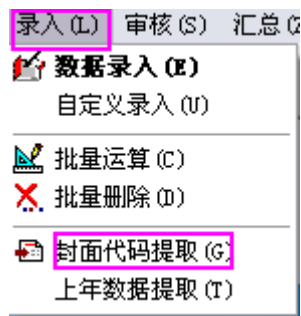 录入(L) 审核(S) 汇总(
数据录入(E)
自定义录入(U)
批量运算(C)
批量删除(D)
封面代码提取(G)
上年数据提取(T)